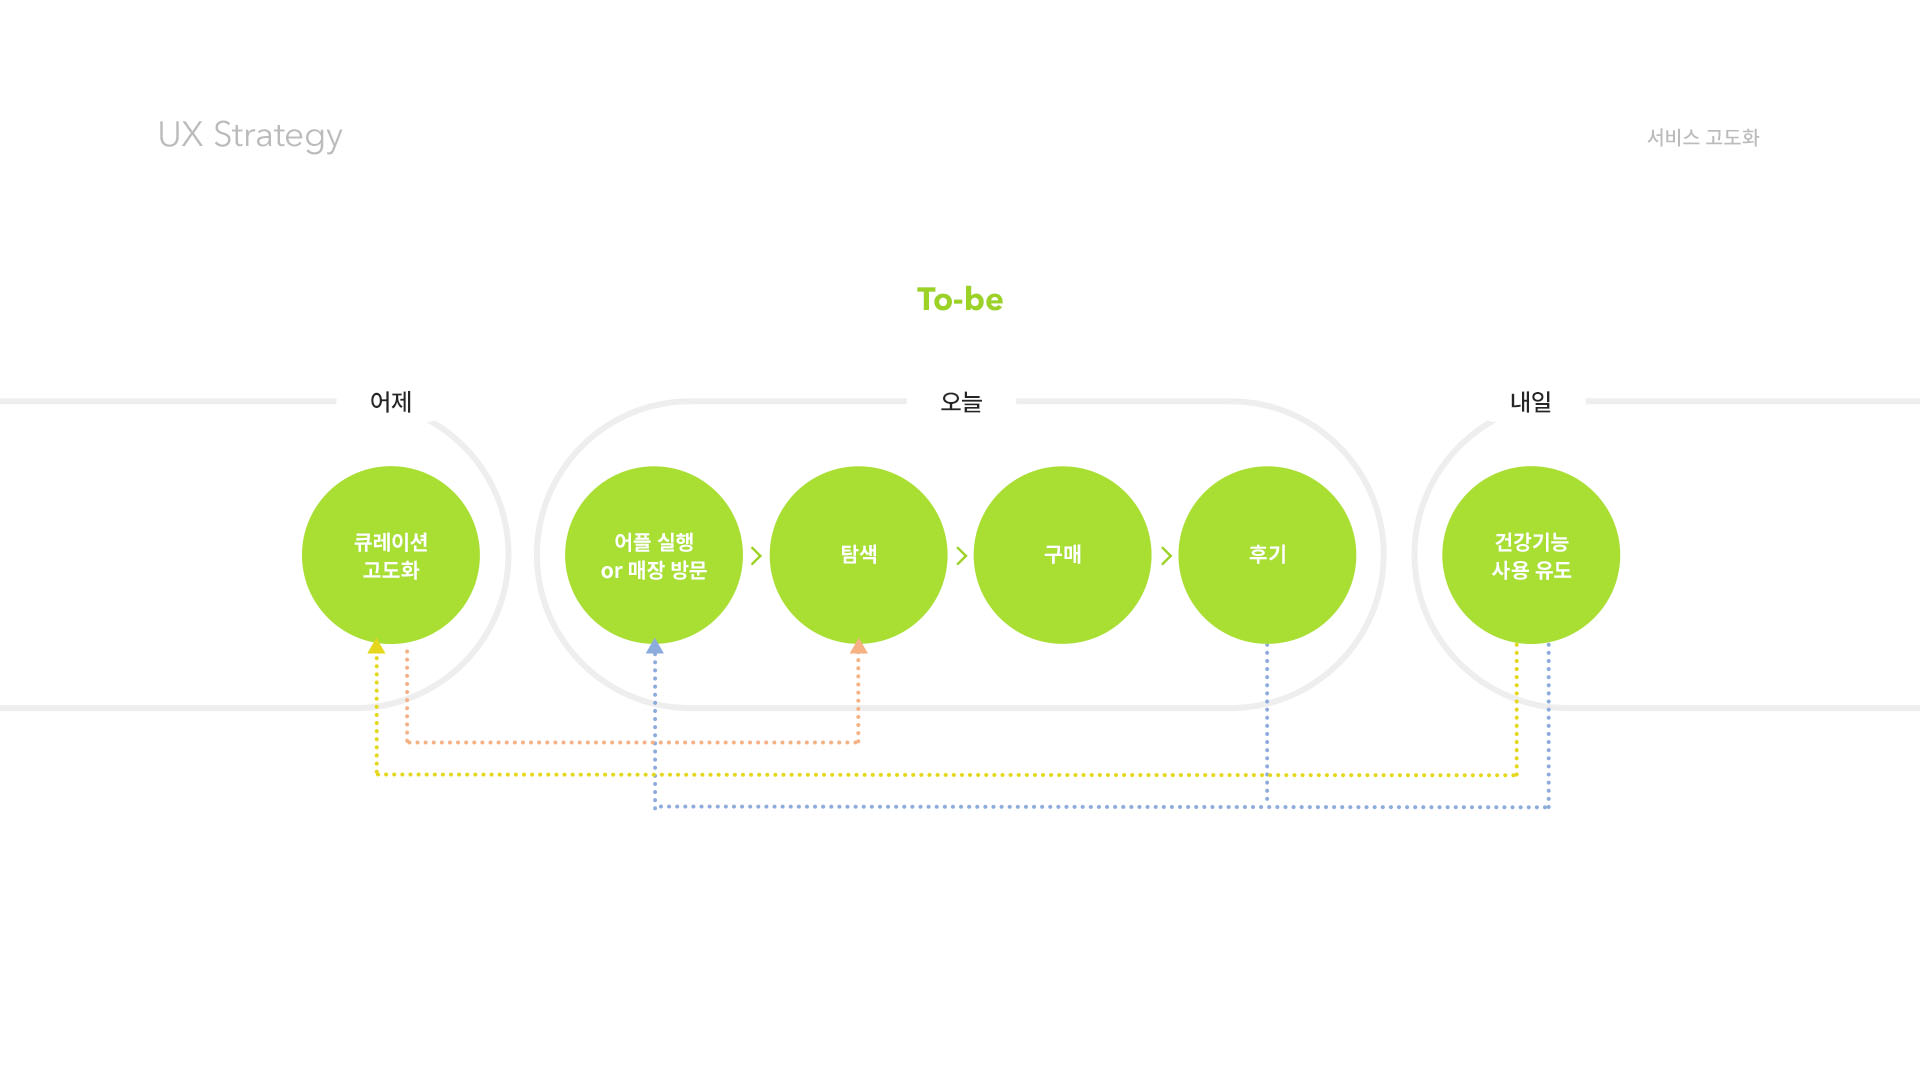 UX Strategy
서비스 고도화
To-be
어제
오늘
내일
큐레이션
고도화
어플 실행
or 매장 방문
탐색
구매
후기
건강기능
사용 유도